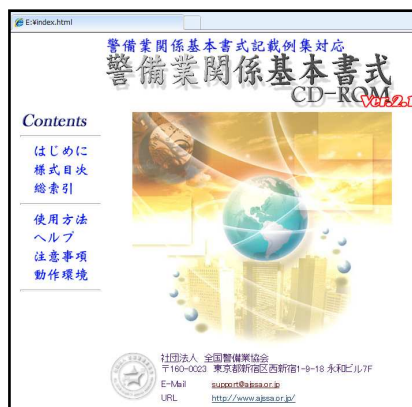 E:¥index.html
警備業関係基本書式記載例集対応
警備業関係基本書式
CD-ROM
Ver.2.1
Contents
はじめに
様式目次
総索引
使用方法
ヘルプ
注意事項
動作環境
社団法人 全国警備業協会
〒160-0023 東京都新宿区西新宿1-9-18 永和ビル7F
E-Mail support@ajssa.or.jp
URL http://www.ajssa.or.jp/